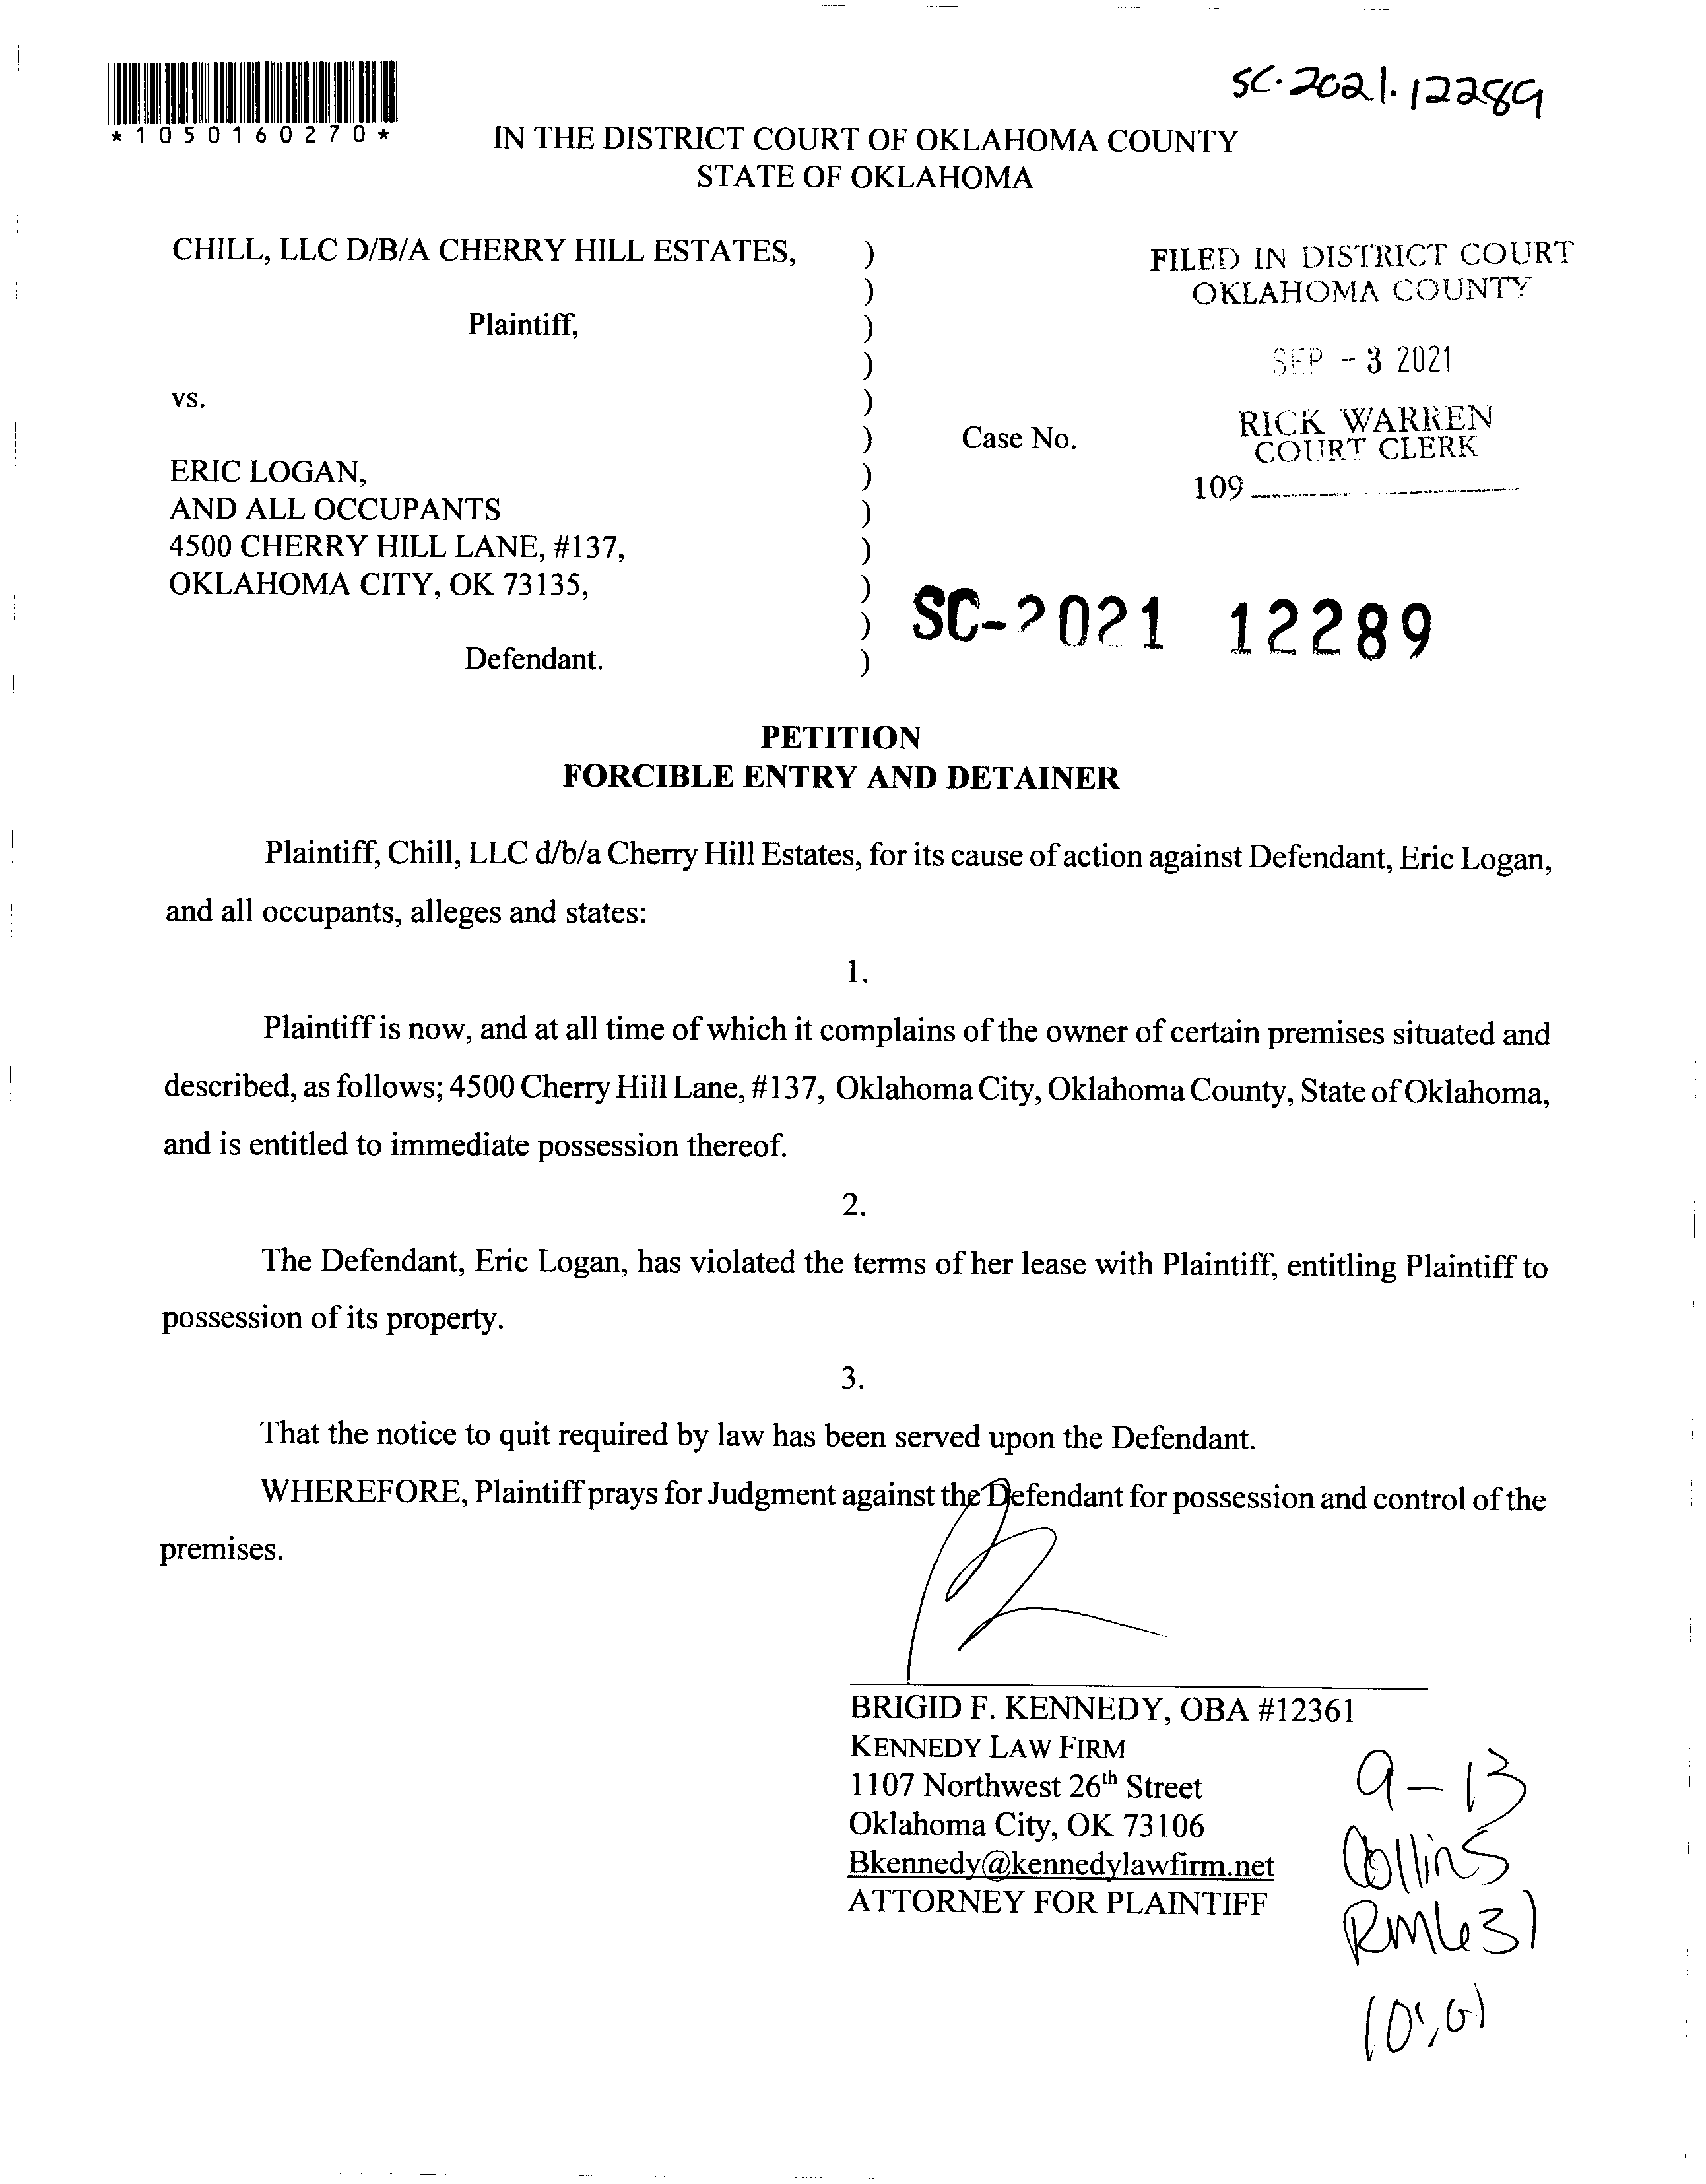 SC-2021-12289
*1050160270*
IN THE DISTRICT COURT OF OKLAHOMA COUNTY
STATE OF OKLAHOMA
CHILL, LLC D/B/A CHERRY HILL ESTATES, )
)
Plaintiff, )
)
vs. )
)
ERIC LOGAN, )
AND ALL OCCUPANTS )
4500 CHERRY HILL LANE, #137, )
OKLAHOMA CITY, OK 73135, )
)
Defendant. )
FILED IN DISTRICT COURT
OKLAHOMA COUNTY
SEP - 3 2021
Case No.
RICK WARREN
COURT CLERK
109
SC-2021 12289
PETITION
FORCIBLE ENTRY AND DETAINER
Plaintiff, Chill, LLC d/b/a Cherry Hill Estates, for its cause of action against Defendant, Eric Logan,
and all occupants, alleges and states:
1.
Plaintiff is now, and at all time of which it complains of the owner of certain premises situated and
described, as follows; 4500 Cherry Hill Lane, #137, Oklahoma City, Oklahoma County, State of Oklahoma,
and is entitled to immediate possession thereof.
2.
The Defendant, Eric Logan, has violated the terms of her lease with Plaintiff, entitling Plaintiff to
possession of its property.
3.
That the notice to quit required by law has been served upon the Defendant.
WHEREFORE, Plaintiff prays for Judgment against the Defendant for possession and control of the
premises.
BRIGID F. KENNEDY, OBA #12361
KENNEDY LAW FIRM
1107 Northwest 26th Street
Oklahoma City, OK 73106
Bkennedy@kennedylawfirm.net
ATTORNEY FOR PLAINTIFF
9-13
Collins